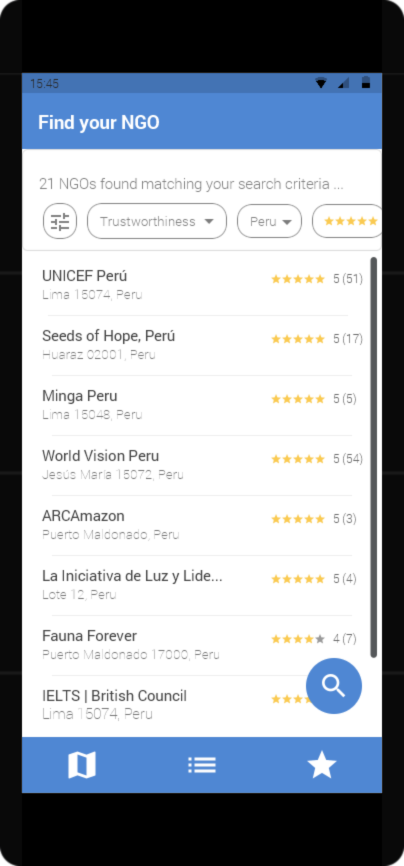 15:45
Find your NGO
21 NGOs found matching your search criteria ...
Trustworthiness Peru
UNICEF Perú 5 (51)
Lima 15074, Peru
Seeds of Hope, Perú 5 (17)
Huaraz 02001, Peru
Minga Peru 5 (5)
Lima 15048, Peru
World Vision Peru 5 (54)
Jesús María 15072, Peru
ARCAmazon 5 (3)
Puerto Maldonado, Peru
La Iniciativa de Luz y Lide... 5 (4)
Lote 12, Peru
Fauna Forever 4 (7)
Puerto Maldonado 17000, Peru
IELTS | British Council
Lima 15074, Peru